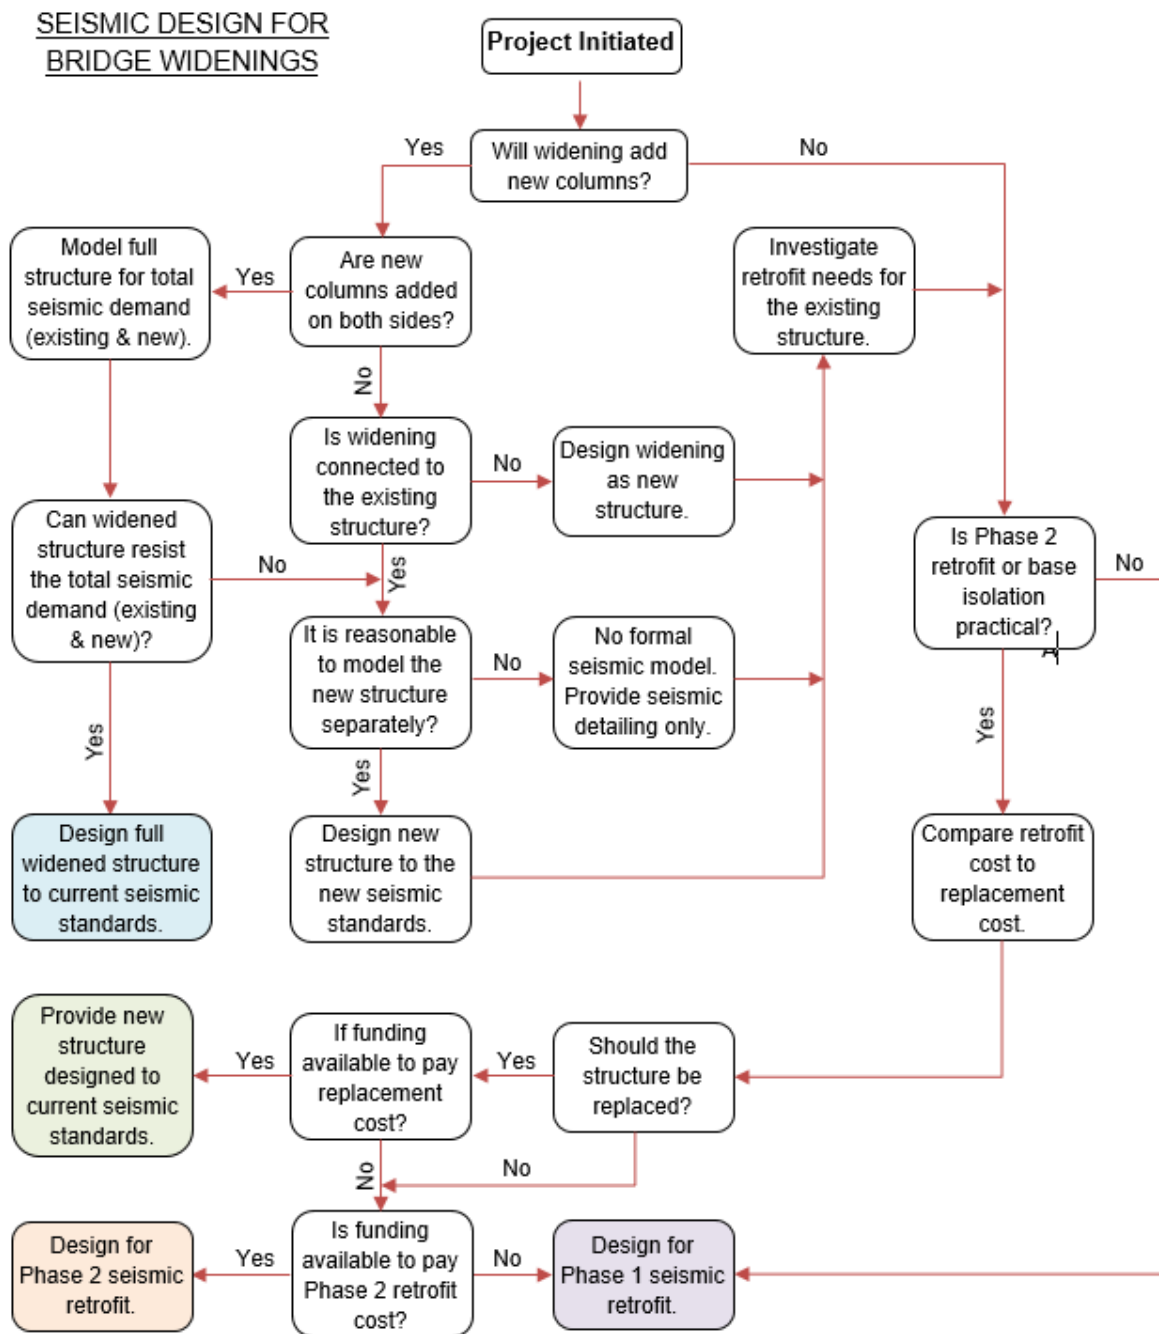 SEISMIC DESIGN FOR
BRIDGE WIDENINGS
Project Initiated
Yes
Will widening add
new columns?
No
Model full
structure for total
seismic demand
(existing & new).
Yes
Are new
columns added
on both sides?
Investigate
retrofit needs for
the existing
structure.
No
Is widening
connected to
the existing
structure?
No
Design widening
as new
structure.
Can widened
structure resist
the total seismic
demand (existing
& new)?
No
Yes
Is Phase 2
retrofit or base
isolation
practical?
No
It is reasonable
to model the
new structure
separately?
No
No formal
seismic model.
Provide seismic
detailing only.
Yes
Yes
Yes
Design full
widened structure
to current seismic
standards.
Design new
structure to the
new seismic
standards.
Compare retrofit
cost to
replacement
cost.
Provide new
structure
designed to
current seismic
standards.
Yes
If funding
available to pay
replacement
cost?
Yes
Should the
structure be
replaced?
No
No
Design for
Phase 2 seismic
retrofit.
Yes
Is funding
available to pay
Phase 2 retrofit
cost?
No
Design for
Phase 1 seismic
retrofit.